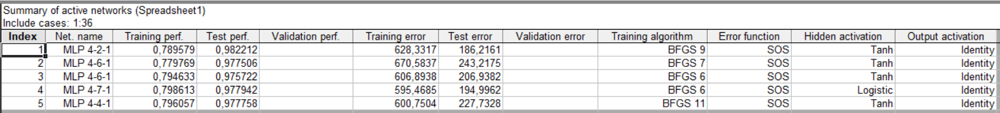 Summary of active networks (Spreadsheet1)
Include cases: 1:36
Index Net. name Training perf. Test perf. Validation perf. Training error Test error Validation error Training algorithm Error function Hidden activation Output activation
1 MLP 4-2-1 0,789579 0,982212 628,3317 186,2161 BFGS 9 SOS Tanh Identity
2 MLP 4-6-1 0,779769 0,977506 670,5837 243,2175 BFGS 7 SOS Tanh Identity
3 MLP 4-6-1 0,794633 0,975722 606,8938 206,9382 BFGS 6 SOS Tanh Identity
4 MLP 4-7-1 0,798613 0,977942 595,4685 194,9962 BFGS 6 SOS Logistic Identity
5 MLP 4-4-1 0,796057 0,977758 600,7504 227,7328 BFGS 11 SOS Tanh Identity